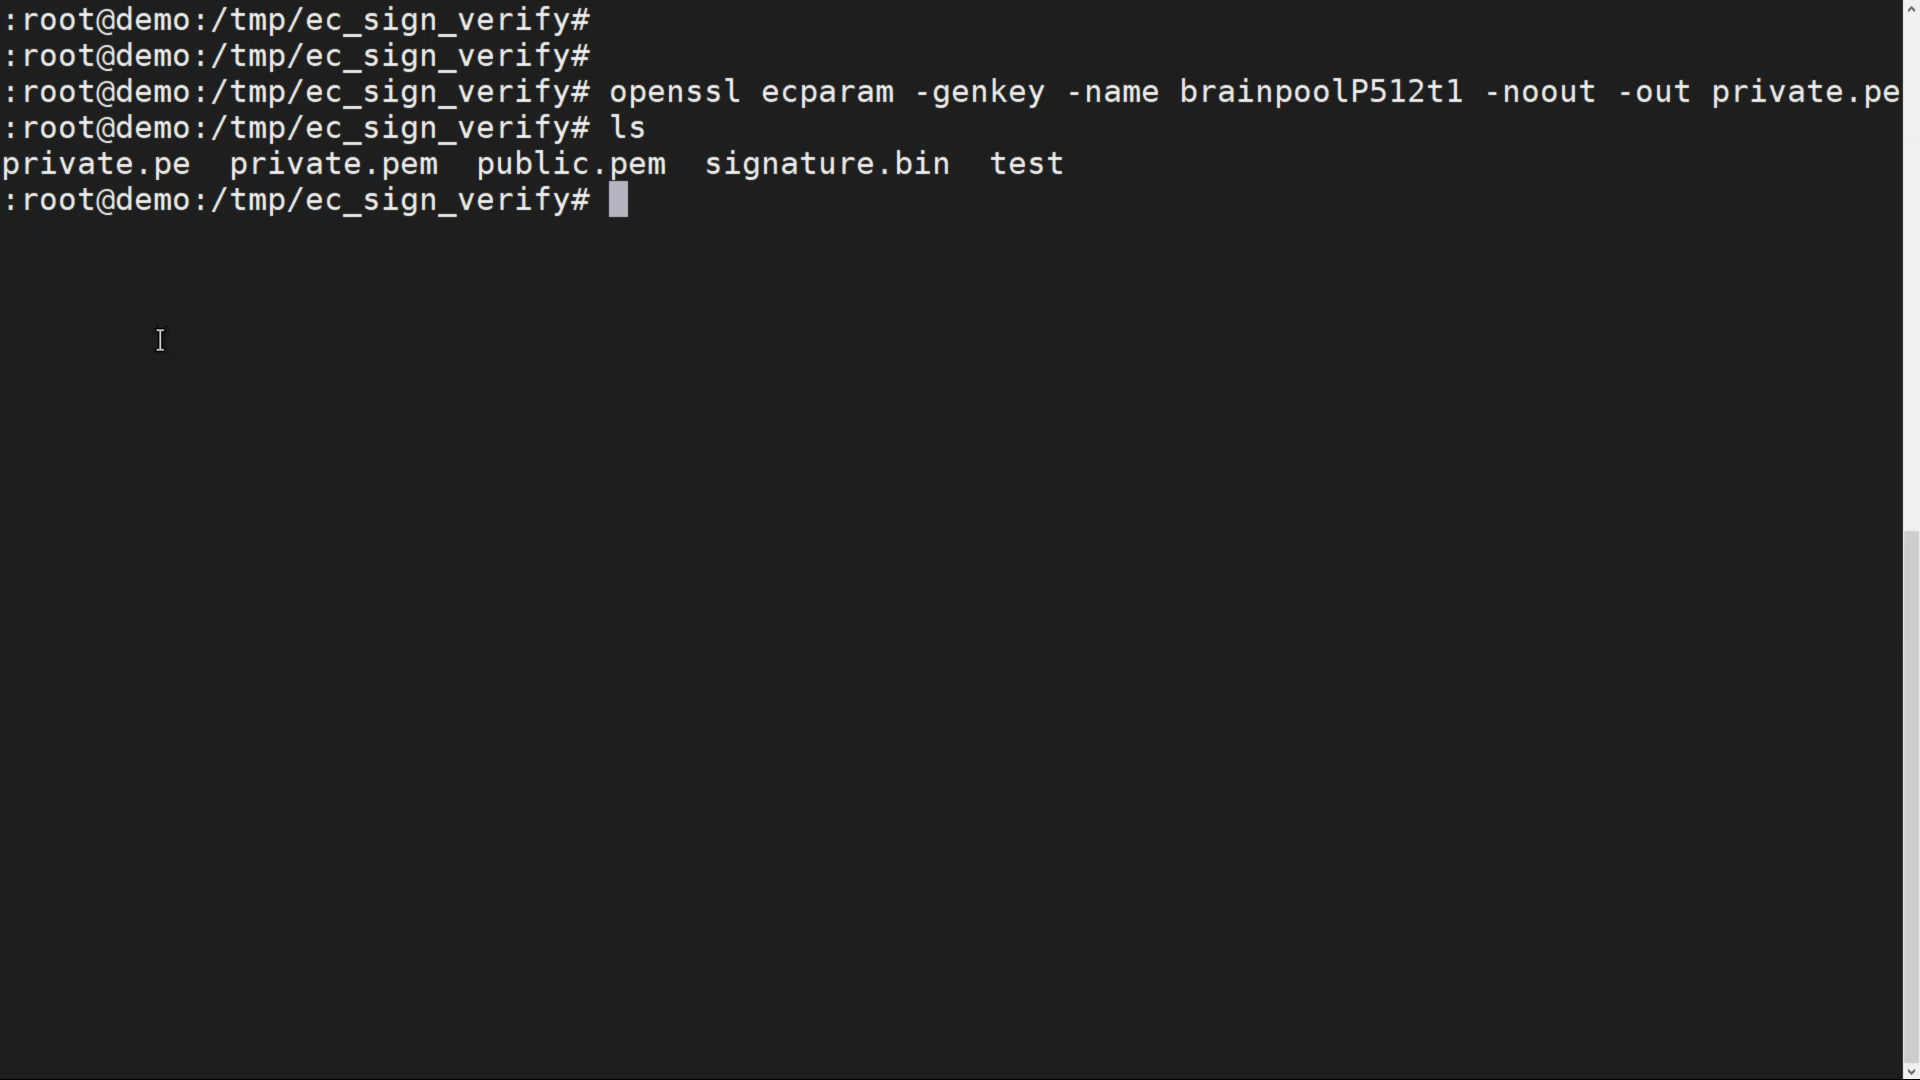 :root@demo:/tmp/ec_sign_verify#
:root@demo:/tmp/ec_sign_verify#
:root@demo:/tmp/ec_sign_verify# openssl ecparam -genkey -name brainpoolP512t1 -noout -out private.pe
:root@demo:/tmp/ec_sign_verify# ls
private.pe  private.pem  public.pem  signature.bin  test
:root@demo:/tmp/ec_sign_verify#